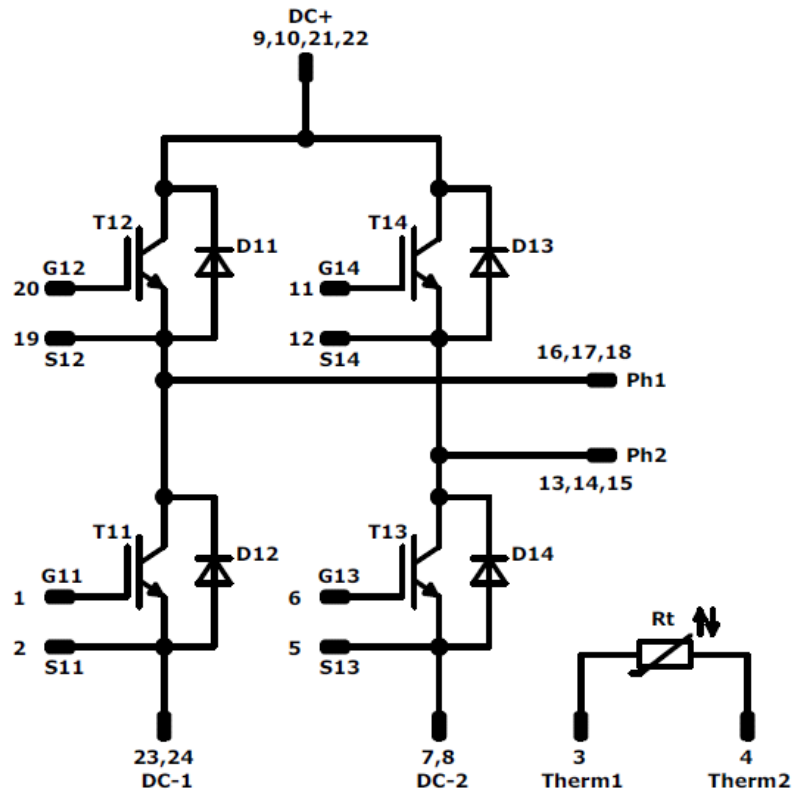 DC+
9,10,21,22
T12
D11
T14
D13
G12
20
G14
11
19
S12
12
S14
16,17,18
Ph1
Ph2
13,14,15
T11
D12
T13
D14
G11
1
G13
6
Rt
2
S11
5
S13
23,24
DC-1
7,8
DC-2
3
Therm1
4
Therm2